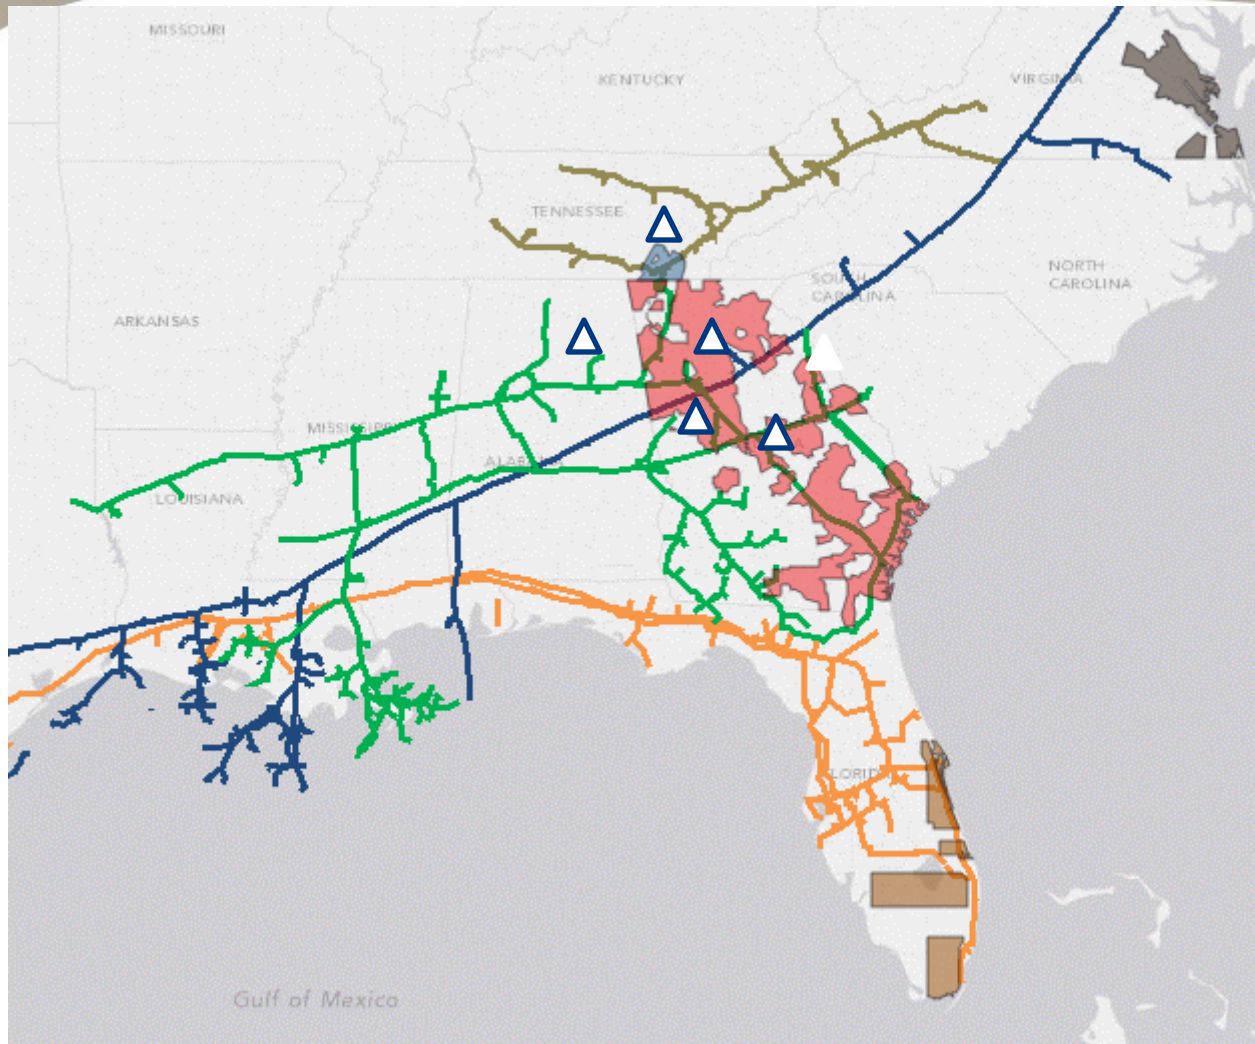 MISSOURI
KENTUCKY
VIRGINIA
TENNESSEE
NORTH
CAROLINA
SOUTH
CAROLINA
ARKANSAS
MISSISSIPPI
ALABAMA
LOUISIANA
FLORIDA
Gulf of Mexico